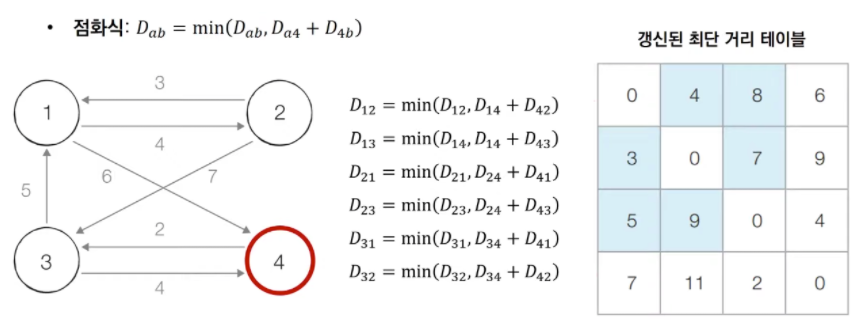 • 점화식: D_ab = min(D_ab, D_a4 + D_4b)
갱신된 최단 거리 테이블
1
2
3
4
3
4
5
6
7
2
4
D_12 = min(D_12, D_14 + D_42)
D_13 = min(D_14, D_14 + D_43)
D_21 = min(D_21, D_24 + D_41)
D_23 = min(D_23, D_24 + D_43)
D_31 = min(D_31, D_34 + D_41)
D_32 = min(D_32, D_34 + D_42)
0 4 8 6
3 0 7 9
5 9 0 4
7 11 2 0